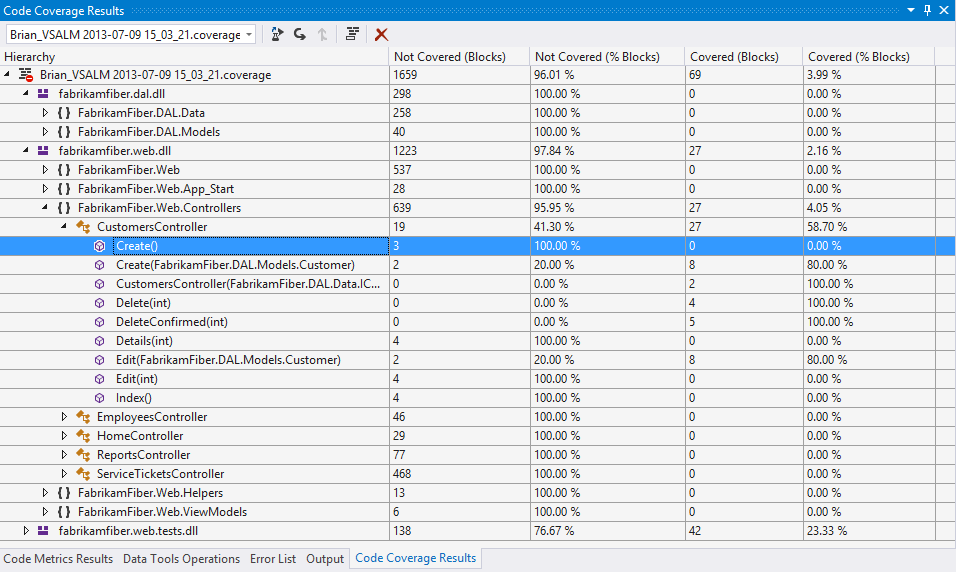 Code Coverage Results
Brian_VSALM 2013-07-09 15_03_21.coverage
Hierarchy Not Covered (Blocks) Not Covered (% Blocks) Covered (Blocks) Covered (% Blocks)
Brian_VSALM 2013-07-09 15_03_21.coverage 1659 96.01 % 69 3.99 %
fabrikamfiber.dal.dll 298 100.00 % 0 0.00 %
{ } FabrikamFiber.DAL.Data 258 100.00 % 0 0.00 %
{ } FabrikamFiber.DAL.Models 40 100.00 % 0 0.00 %
fabrikamfiber.web.dll 1223 97.84 % 27 2.16 %
{ } FabrikamFiber.Web 537 100.00 % 0 0.00 %
{ } FabrikamFiber.Web.App_Start 28 100.00 % 0 0.00 %
{ } FabrikamFiber.Web.Controllers 639 95.95 % 27 4.05 %
CustomersController 19 41.30 % 27 58.70 %
Create() 3 100.00 % 0 0.00 %
Create(FabrikamFiber.DAL.Models.Customer) 2 20.00 % 8 80.00 %
CustomersController(FabrikamFiber.DAL.Data.IC... 0 0.00 % 2 100.00 %
Delete(int) 0 0.00 % 4 100.00 %
DeleteConfirmed(int) 0 0.00 % 5 100.00 %
Details(int) 4 100.00 % 0 0.00 %
Edit(FabrikamFiber.DAL.Models.Customer) 2 20.00 % 8 80.00 %
Edit(int) 4 100.00 % 0 0.00 %
Index() 4 100.00 % 0 0.00 %
EmployeesController 46 100.00 % 0 0.00 %
HomeController 29 100.00 % 0 0.00 %
ReportsController 77 100.00 % 0 0.00 %
ServiceTicketsController 468 100.00 % 0 0.00 %
{ } FabrikamFiber.Web.Helpers 13 100.00 % 0 0.00 %
{ } FabrikamFiber.Web.ViewModels 6 100.00 % 0 0.00 %
fabrikamfiber.web.tests.dll 138 76.67 % 42 23.33 %
Code Metrics Results Data Tools Operations Error List Output Code Coverage Results